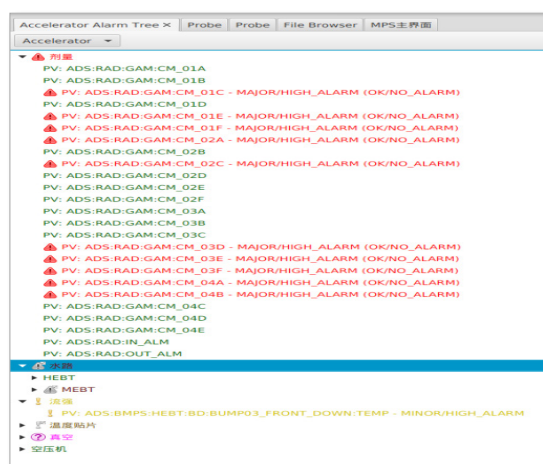 Accelerator Alarm Tree × Probe Probe File Browser MPS主界面
Accelerator
剂量
PV: ADS:RAD:GAM:CM_01A
PV: ADS:RAD:GAM:CM_01B
PV: ADS:RAD:GAM:CM_01C - MAJOR/HIGH_ALARM (OK/NO_ALARM)
PV: ADS:RAD:GAM:CM_01D
PV: ADS:RAD:GAM:CM_01E - MAJOR/HIGH_ALARM (OK/NO_ALARM)
PV: ADS:RAD:GAM:CM_01F - MAJOR/HIGH_ALARM (OK/NO_ALARM)
PV: ADS:RAD:GAM:CM_02A - MAJOR/HIGH_ALARM (OK/NO_ALARM)
PV: ADS:RAD:GAM:CM_02B
PV: ADS:RAD:GAM:CM_02C - MAJOR/HIGH_ALARM (OK/NO_ALARM)
PV: ADS:RAD:GAM:CM_02D
PV: ADS:RAD:GAM:CM_02E
PV: ADS:RAD:GAM:CM_02F
PV: ADS:RAD:GAM:CM_03A
PV: ADS:RAD:GAM:CM_03B
PV: ADS:RAD:GAM:CM_03C
PV: ADS:RAD:GAM:CM_03D - MAJOR/HIGH_ALARM (OK/NO_ALARM)
PV: ADS:RAD:GAM:CM_03E - MAJOR/HIGH_ALARM (OK/NO_ALARM)
PV: ADS:RAD:GAM:CM_03F - MAJOR/HIGH_ALARM (OK/NO_ALARM)
PV: ADS:RAD:GAM:CM_04A - MAJOR/HIGH_ALARM (OK/NO_ALARM)
PV: ADS:RAD:GAM:CM_04B - MAJOR/HIGH_ALARM (OK/NO_ALARM)
PV: ADS:RAD:GAM:CM_04C
PV: ADS:RAD:GAM:CM_04D
PV: ADS:RAD:GAM:CM_04E
PV: ADS:RAD:IN_ALM
PV: ADS:RAD:OUT_ALM
水路
HEBT
MEBT
流强
PV: ADS:BMPS:HEBT:BD:BUMP03_FRONT_DOWN:TEMP - MINOR/HIGH_ALARM
温度贴片
真空
空压机